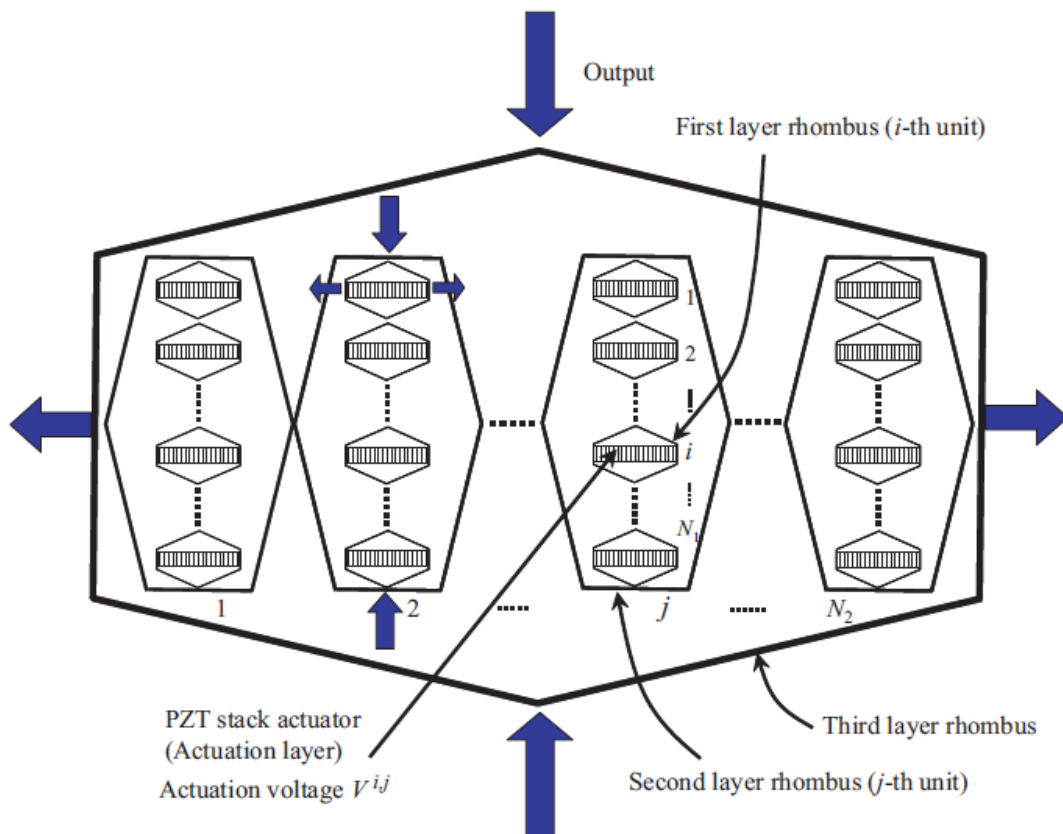 Output
First layer rhombus (i-th unit)
1
2
i
N₁
1
2
j
N₂
PZT stack actuator
(Actuation layer)
Actuation voltage V^{i,j}
Third layer rhombus
Second layer rhombus (j-th unit)